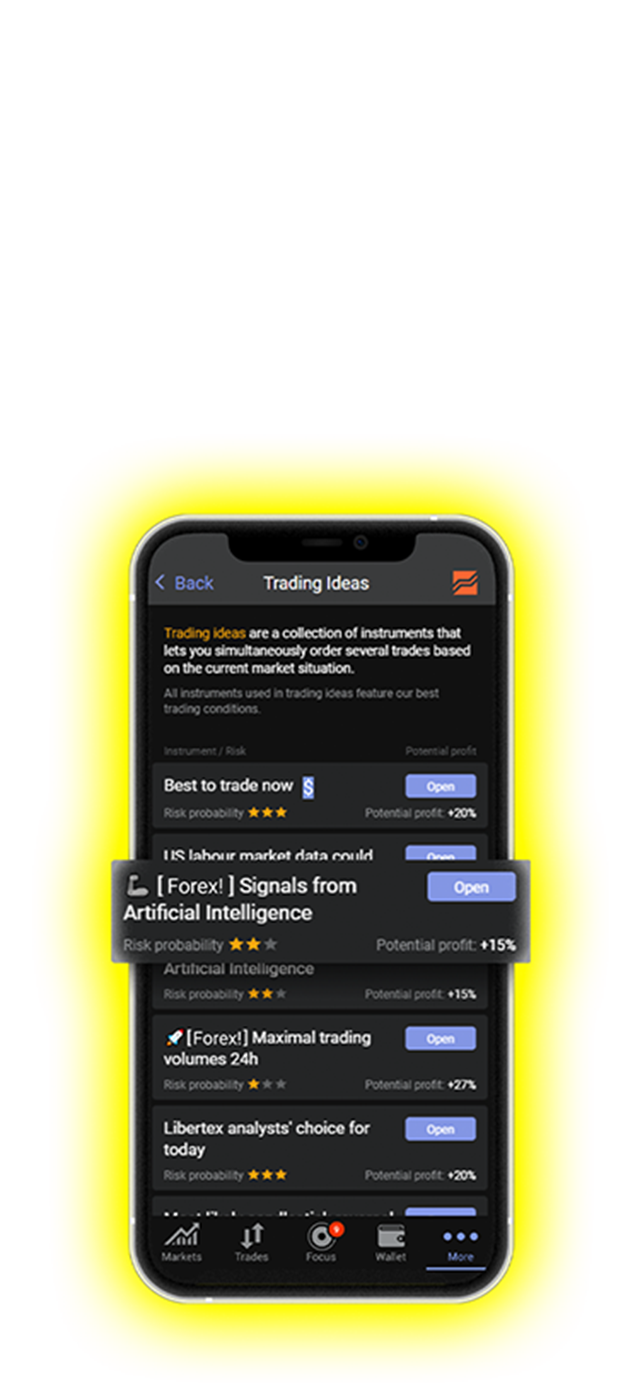 Back
Trading Ideas
Trading ideas are a collection of instruments that
lets you simultaneously order several trades based
on the current market situation.
All instruments used in trading ideas feature our best
trading conditions.
Instrument / Risk
Potential profit
Best to trade now $
Open
Risk probability
Potential profit: +20%
US labour market data could
Open
[ Forex! ] Signals from
Artificial Intelligence
Open
Risk probability
Potential profit: +15%
Artificial Intelligence
Risk probability
Potential profit: +15%
[Forex!] Maximal trading
volumes 24h
Open
Risk probability
Potential profit: +27%
Libertex analysts' choice for
today
Open
Risk probability
Potential profit: +20%
Markets
Trades
Focus
Wallet
More